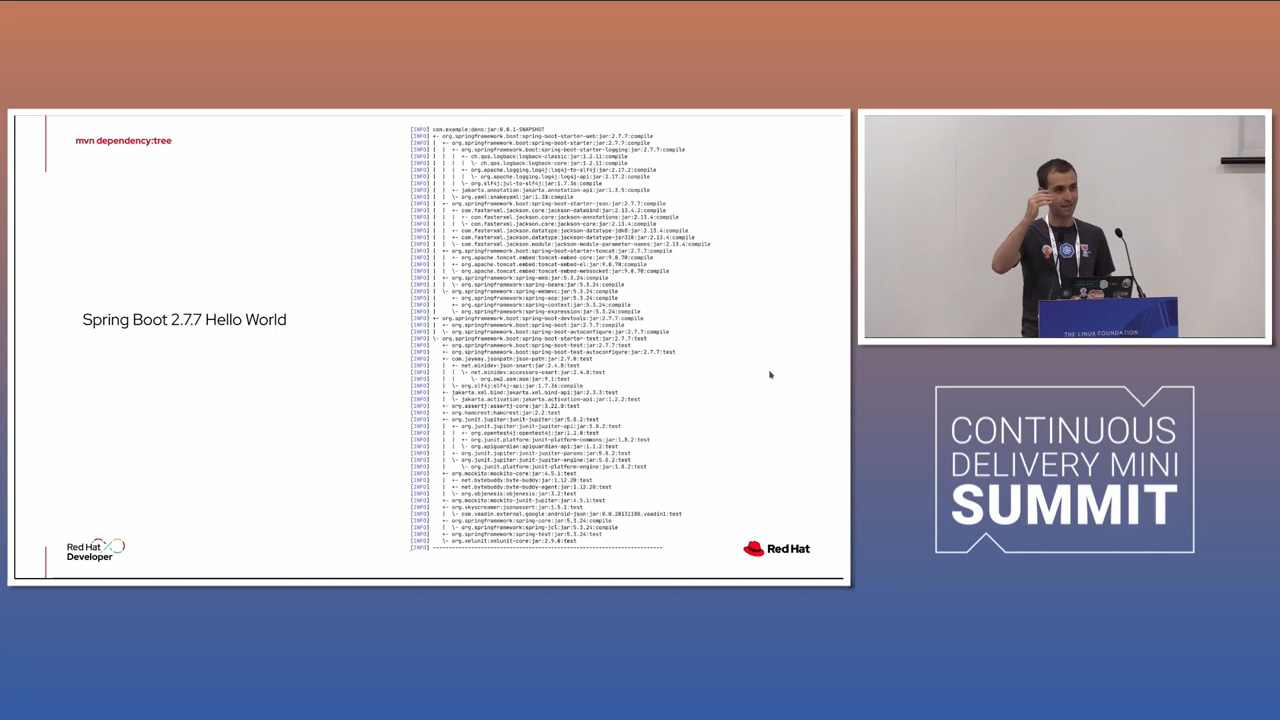 mvn dependency:tree
Spring Boot 2.7.7 Hello World
Red Hat
Developer
[INFO] com.example:demo:jar:0.0.1-SNAPSHOT
[INFO] +- org.springframework.boot:spring-boot-starter-web:jar:2.7.7:compile
[INFO] |  +- org.springframework.boot:spring-boot-starter:jar:2.7.7:compile
[INFO] |  |  +- org.springframework.boot:spring-boot-starter-logging:jar:2.7.7:compile
[INFO] |  |  |  +- ch.qos.logback:logback-classic:jar:1.2.11:compile
[INFO] |  |  |  |  \- ch.qos.logback:logback-core:jar:1.2.11:compile
[INFO] |  |  |  +- org.apache.logging.log4j:log4j-to-slf4j:jar:2.17.2:compile
[INFO] |  |  |  |  \- org.apache.logging.log4j:log4j-api:jar:2.17.2:compile
[INFO] |  |  |  \- org.slf4j:jul-to-slf4j:jar:1.7.36:compile
[INFO] |  |  +- jakarta.annotation:jakarta.annotation-api:jar:1.3.5:compile
[INFO] |  |  \- org.yaml:snakeyaml:jar:1.30:compile
[INFO] |  +- org.springframework.boot:spring-boot-starter-json:jar:2.7.7:compile
[INFO] |  |  +- com.fasterxml.jackson.core:jackson-databind:jar:2.13.4.2:compile
[INFO] |  |  |  +- com.fasterxml.jackson.core:jackson-annotations:jar:2.13.4:compile
[INFO] |  |  |  \- com.fasterxml.jackson.core:jackson-core:jar:2.13.4:compile
[INFO] |  |  +- com.fasterxml.jackson.datatype:jackson-datatype-jdk8:jar:2.13.4:compile
[INFO] |  |  +- com.fasterxml.jackson.datatype:jackson-datatype-jsr310:jar:2.13.4:compile
[INFO] |  |  \- com.fasterxml.jackson.module:jackson-module-parameter-names:jar:2.13.4:compile
[INFO] |  +- org.springframework.boot:spring-boot-starter-tomcat:jar:2.7.7:compile
[INFO] |  |  +- org.apache.tomcat.embed:tomcat-embed-core:jar:9.0.70:compile
[INFO] |  |  +- org.apache.tomcat.embed:tomcat-embed-el:jar:9.0.70:compile
[INFO] |  |  \- org.apache.tomcat.embed:tomcat-embed-websocket:jar:9.0.70:compile
[INFO] |  +- org.springframework:spring-web:jar:5.3.24:compile
[INFO] |  |  \- org.springframework:spring-beans:jar:5.3.24:compile
[INFO] |  \- org.springframework:spring-webmvc:jar:5.3.24:compile
[INFO] |     +- org.springframework:spring-aop:jar:5.3.24:compile
[INFO] |     +- org.springframework:spring-context:jar:5.3.24:compile
[INFO] |     \- org.springframework:spring-expression:jar:5.3.24:compile
[INFO] +- org.springframework.boot:spring-boot-devtools:jar:2.7.7:compile
[INFO] |  +- org.springframework.boot:spring-boot:jar:2.7.7:compile
[INFO] |  \- org.springframework.boot:spring-boot-autoconfigure:jar:2.7.7:compile
[INFO] \- org.springframework.boot:spring-boot-starter-test:jar:2.7.7:test
[INFO]    +- org.springframework.boot:spring-boot-test:jar:2.7.7:test
[INFO]    +- org.springframework.boot:spring-boot-test-autoconfigure:jar:2.7.7:test
[INFO]    +- com.jayway.jsonpath:json-path:jar:2.7.0:test
[INFO]    |  +- net.minidev:json-smart:jar:2.4.8:test
[INFO]    |  |  \- net.minidev:accessors-smart:jar:2.4.8:test
[INFO]    |  |     \- org.ow2.asm:asm:jar:9.1:test
[INFO]    |  \- org.slf4j:slf4j-api:jar:1.7.36:compile
[INFO]    +- jakarta.xml.bind:jakarta.xml.bind-api:jar:2.3.3:test
[INFO]    |  \- jakarta.activation:jakarta.activation-api:jar:1.2.2:test
[INFO]    +- org.assertj:assertj-core:jar:3.22.0:test
[INFO]    +- org.hamcrest:hamcrest:jar:2.2:test
[INFO]    +- org.junit.jupiter:junit-jupiter:jar:5.8.2:test
[INFO]    |  +- org.junit.jupiter:junit-jupiter-api:jar:5.8.2:test
[INFO]    |  |  +- org.opentest4j:opentest4j:jar:1.2.0:test
[INFO]    |  |  +- org.junit.platform:junit-platform-commons:jar:1.8.2:test
[INFO]    |  |  \- org.apiguardian:apiguardian-api:jar:1.1.2:test
[INFO]    |  +- org.junit.jupiter:junit-jupiter-params:jar:5.8.2:test
[INFO]    |  \- org.junit.jupiter:junit-jupiter-engine:jar:5.8.2:test
[INFO]    |     \- org.junit.platform:junit-platform-engine:jar:1.8.2:test
[INFO]    +- org.mockito:mockito-core:jar:4.5.1:test
[INFO]    |  +- net.bytebuddy:byte-buddy:jar:1.12.20:test
[INFO]    |  +- net.bytebuddy:byte-buddy-agent:jar:1.12.20:test
[INFO]    |  \- org.objenesis:objenesis:jar:3.2:test
[INFO]    +- org.mockito:mockito-junit-jupiter:jar:4.5.1:test
[INFO]    +- org.skyscreamer:jsonassert:jar:1.5.1:test
[INFO]    |  \- com.vaadin.external.google:android-json:jar:0.0.20131108.vaadin1:test
[INFO]    +- org.springframework:spring-core:jar:5.3.24:compile
[INFO]    |  \- org.springframework:spring-jcl:jar:5.3.24:compile
[INFO]    +- org.springframework:spring-test:jar:5.3.24:test
[INFO]    \- org.xmlunit:xmlunit-core:jar:2.9.0:test
[INFO] ------------------------------------------------------------------------
Red Hat
THE LINUX FOUNDATION
CONTINUOUS
DELIVERY MINI
SUMMIT